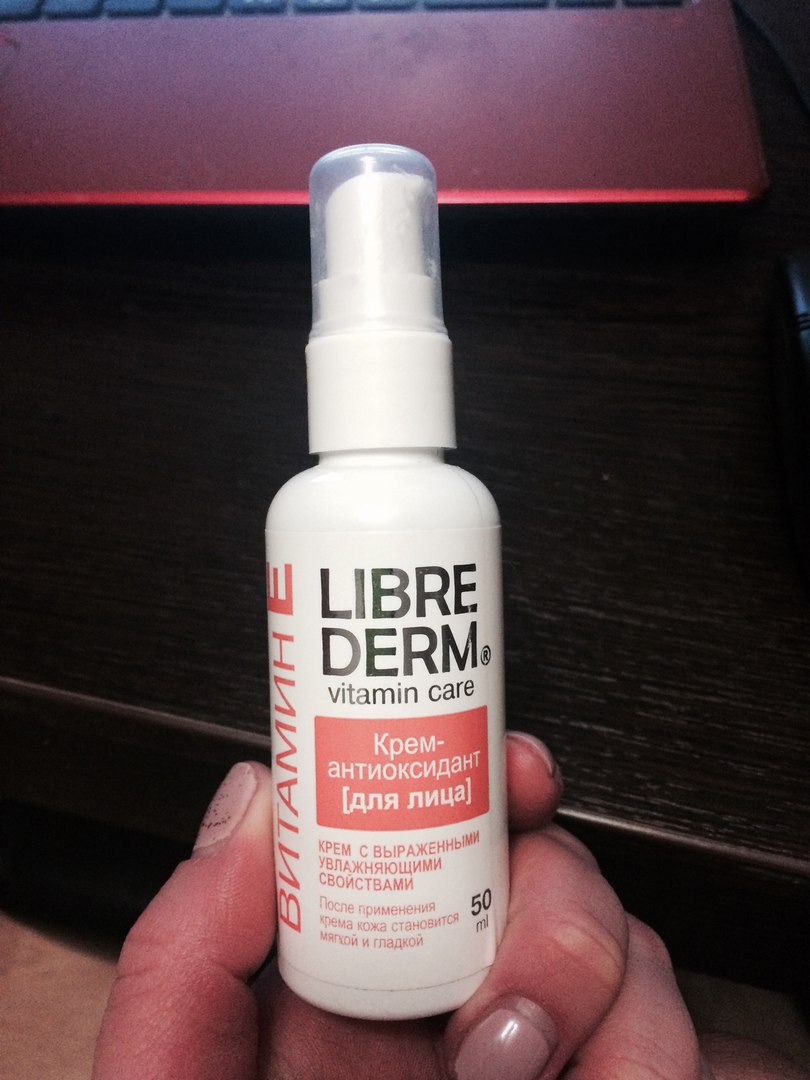 ВИТАМИН Е
LIBRE
DERM®
vitamin care
Крем-
антиоксидант
[для лица]
КРЕМ С ВЫРАЖЕННЫМИ
УВЛАЖНЯЮЩИМИ
СВОЙСТВАМИ
После применения
крема кожа становится
мягкой и гладкой
50
ml